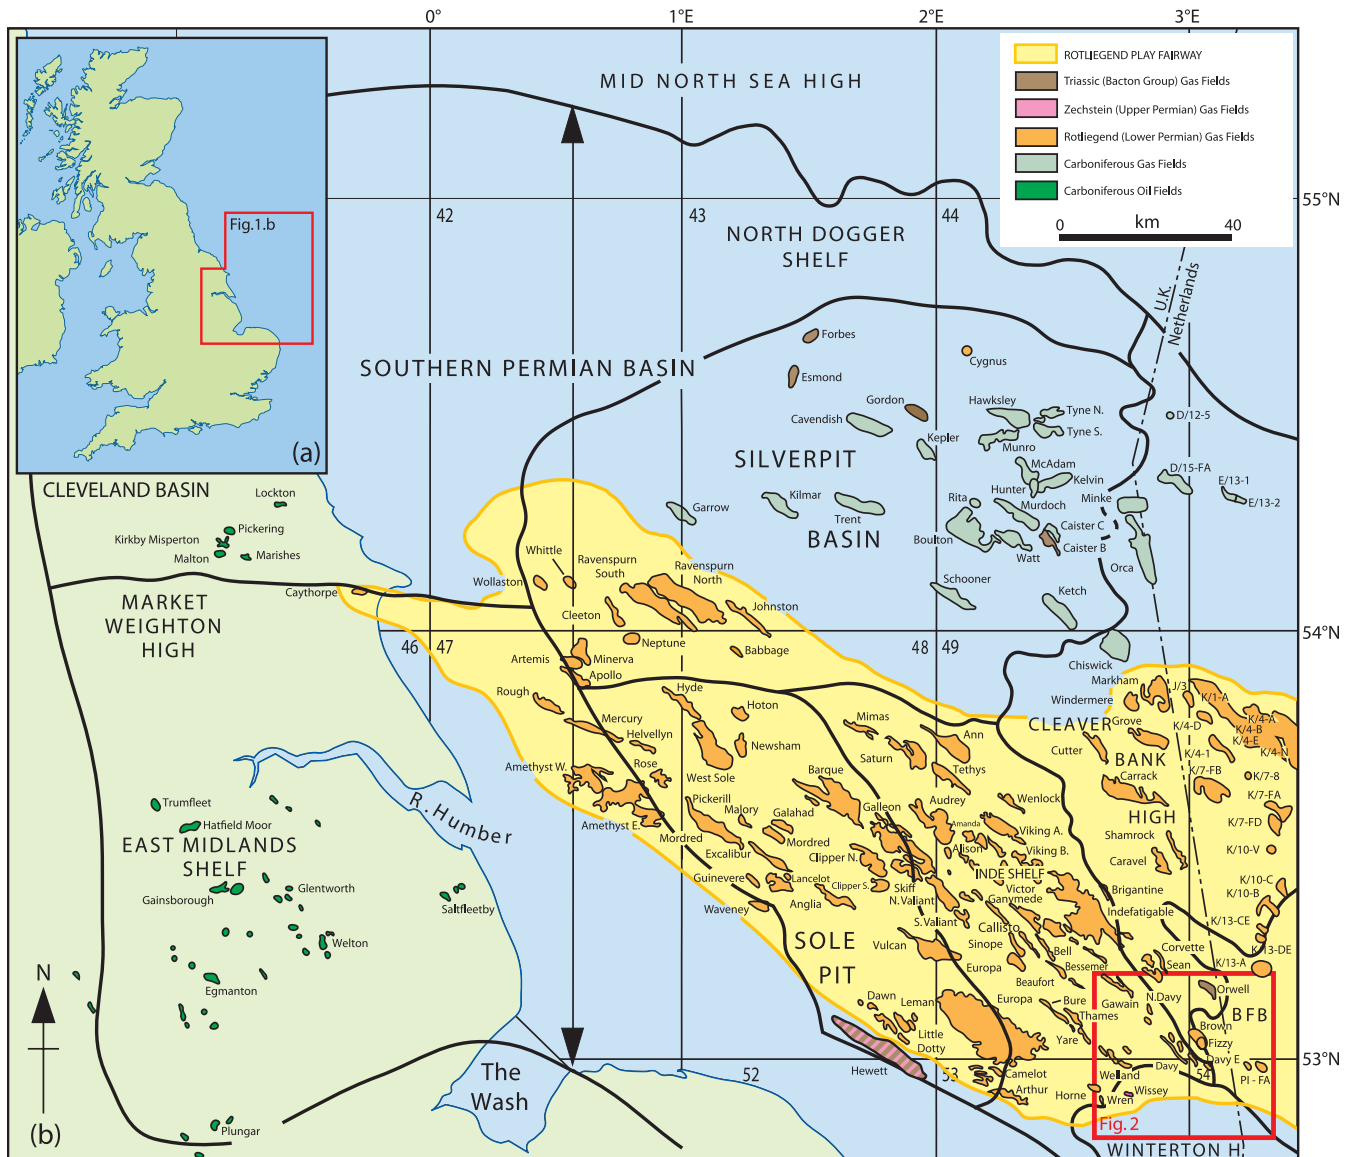 0°
1°E
2°E
3°E
Fig.1.b
(a)
MID NORTH SEA HIGH
ROTLIEGEND PLAY FAIRWAY
Triassic (Bacton Group) Gas Fields
Zechstein (Upper Permian) Gas Fields
Rotliegend (Lower Permian) Gas Fields
Carboniferous Gas Fields
Carboniferous Oil Fields
km
0
40
55°N
42
43
44
NORTH DOGGER
SHELF
U.K.
Netherlands
SOUTHERN PERMIAN BASIN
Forbes
Esmond
Cygnus
Gordon
Cavendish
Kepler
Hawksley
Tyne N.
Tyne S.
Munro
D/12-5
SILVERPIT
BASIN
McAdam
Kelvin
Hunter
Murdoch
Rita
Boulton
Watt
Caister C
Caister B
Minke
Orca
D/15-FA
E/13-1
E/13-2
Garrow
Kilmar
Trent
Schooner
Ketch
Chiswick
CLEVELAND BASIN
Lockton
Pickering
Kirkby Misperton
Malton
Marishes
Caythorpe
MARKET
WEIGHTON
HIGH
Wollaston
Whittle
Ravenspurn
South
Ravenspurn
North
Johnston
Cleeton
Neptune
Babbage
54°N
46
47
48
49
Artemis
Minerva
Apollo
Rough
Mercury
Helvellyn
Rose
Amethyst W.
Amethyst E.
Hyde
Hoton
Newsham
West Sole
Mimas
Saturn
Ann
Tethys
Wenlock
Markham
Windermere
J/3
K/1-A
CLEAVER
BANK
HIGH
Grove
Cutter
Carrack
K/4-D
K/4-A
K/4-B
K/4-E
K/4-N
K/4-1
K/7-FB
K/7-8
K/7-FA
K/7-FD
K/10-V
K/10-C
K/10-B
K/13-CE
K/13-DE
K/13-A
Shamrock
Caravel
Brigantine
Indefatigable
Corvette
Sean
Barque
Pickerill
Malory
Galahad
Mordred
Mordred
Excalibur
Guinevere
Lancelot
Waveney
Anglia
Clipper N.
Clipper S.
Galleon
Audrey
Amanda
Alison
Viking A.
Viking B.
INDE SHELF
Skiff
N. Valiant
S. Valiant
Victor
Ganymede
Callisto
Sinope
Bell
Bessemer
Beaufort
Vulcan
Europa
Europa
SOLE
PIT
Dawn
Leman
Little
Dotty
Hewett
Bure
Thames
Yare
Gawain
N.Davy
Orwell
BFB
Brown
Fizzy
Davy E
Davy
54
PI - FA
Camelot
Arthur
Horne
Welland
Wissey
Wren
Fig. 2
WINTERTON H.
53°N
52
53
R. Humber
Trumfleet
Hatfield Moor
EAST MIDLANDS
SHELF
Gainsborough
Glentworth
Saltfleetby
Welton
Egmanton
N
The
Wash
Plungar
(b)